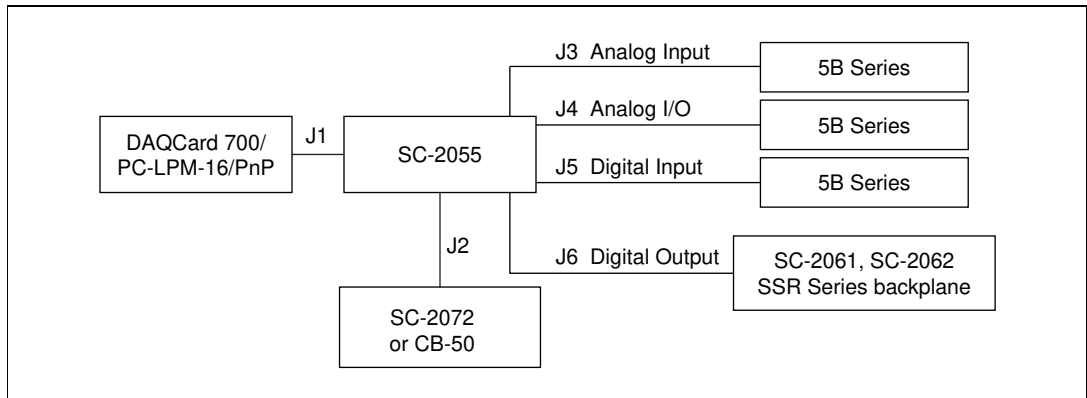 J3 Analog Input
5B Series
J4 Analog I/O
5B Series
DAQCard 700/
PC-LPM-16/PnP
J1
SC-2055
J5 Digital Input
5B Series
J2
J6 Digital Output
SC-2061, SC-2062
SSR Series backplane
SC-2072
or CB-50